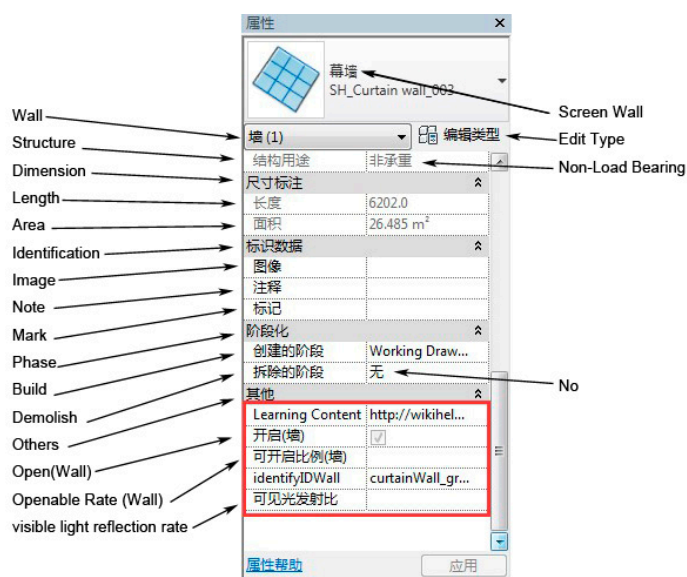 属性
幕墙
SH_Curtain wall_003
Screen Wall
Wall
墙 (1)
编辑类型
Edit Type
Structure
结构用途
非承重
Non-Load Bearing
Dimension
尺寸标注
Length
长度
6202.0
Area
面积
26.485 m²
Identification
标识数据
Image
图像
Note
注释
Mark
标记
Phase
阶段化
Build
创建的阶段
Working Draw...
Demolish
拆除的阶段
无
No
Others
其他
Learning Content
http://wikihel...
Open(Wall)
开启(墙)
Openable Rate (Wall)
可开启比例(墙)
identifyIDWall
curtainWall_gr...
visible light reflection rate
可见光发射比
属性帮助
应用